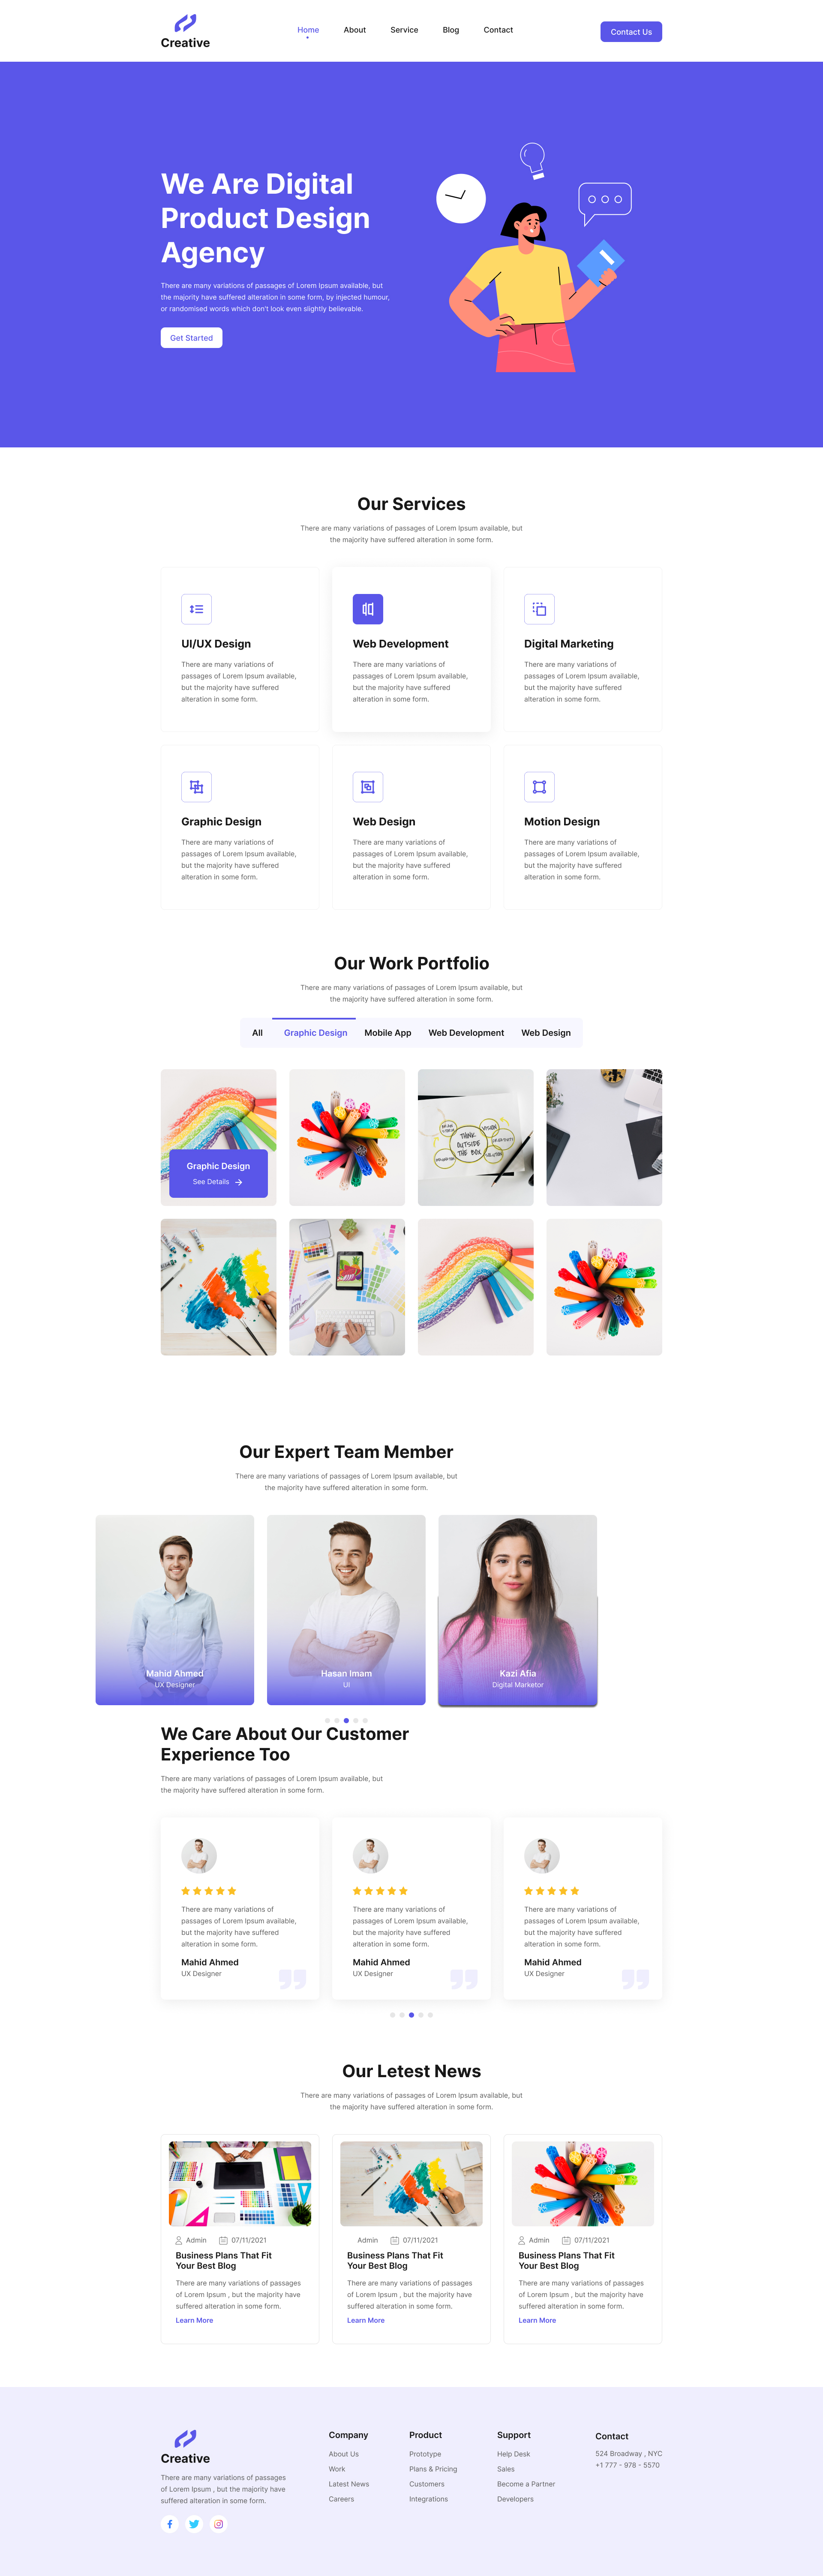 Creative
Home
About
Service
Blog
Contact
Contact Us
We Are Digital
Product Design
Agency
There are many variations of passages of Lorem Ipsum available, but
the majority have suffered alteration in some form, by injected humour,
or randomised words which don't look even slightly believable.
Get Started
Our Services
There are many variations of passages of Lorem Ipsum available, but
the majority have suffered alteration in some form.
UI/UX Design
There are many variations of
passages of Lorem Ipsum available,
but the majority have suffered
alteration in some form.
Web Development
There are many variations of
passages of Lorem Ipsum available,
but the majority have suffered
alteration in some form.
Digital Marketing
There are many variations of
passages of Lorem Ipsum available,
but the majority have suffered
alteration in some form.
Graphic Design
There are many variations of
passages of Lorem Ipsum available,
but the majority have suffered
alteration in some form.
Web Design
There are many variations of
passages of Lorem Ipsum available,
but the majority have suffered
alteration in some form.
Motion Design
There are many variations of
passages of Lorem Ipsum available,
but the majority have suffered
alteration in some form.
Our Work Portfolio
There are many variations of passages of Lorem Ipsum available, but
the majority have suffered alteration in some form.
All
Graphic Design
Mobile App
Web Development
Web Design
Graphic Design
See Details
THINK
OUTSIDE
THE BOX
Our Expert Team Member
There are many variations of passages of Lorem Ipsum available, but
the majority have suffered alteration in some form.
Mahid Ahmed
UX Designer
Hasan Imam
UI
Kazi Afia
Digital Marketor
We Care About Our Customer
Experience Too
There are many variations of passages of Lorem Ipsum available, but
the majority have suffered alteration in some form.
There are many variations of
passages of Lorem Ipsum available,
but the majority have suffered
alteration in some form.
Mahid Ahmed
UX Designer
There are many variations of
passages of Lorem Ipsum available,
but the majority have suffered
alteration in some form.
Mahid Ahmed
UX Designer
There are many variations of
passages of Lorem Ipsum available,
but the majority have suffered
alteration in some form.
Mahid Ahmed
UX Designer
Our Letest News
There are many variations of passages of Lorem Ipsum available, but
the majority have suffered alteration in some form.
Admin
07/11/2021
Business Plans That Fit
Your Best Blog
There are many variations of passages
of Lorem Ipsum , but the majority have
suffered alteration in some form.
Learn More
Admin
07/11/2021
Business Plans That Fit
Your Best Blog
There are many variations of passages
of Lorem Ipsum , but the majority have
suffered alteration in some form.
Learn More
Admin
07/11/2021
Business Plans That Fit
Your Best Blog
There are many variations of passages
of Lorem Ipsum , but the majority have
suffered alteration in some form.
Learn More
Creative
There are many variations of passages
of Lorem Ipsum , but the majority have
suffered alteration in some form.
Company
About Us
Work
Latest News
Careers
Product
Prototype
Plans & Pricing
Customers
Integrations
Support
Help Desk
Sales
Become a Partner
Developers
Contact
524 Broadway , NYC
+1 777 - 978 - 5570